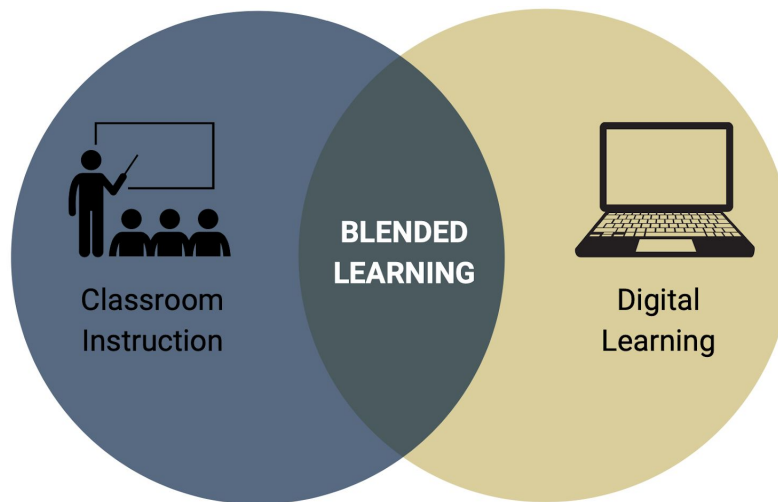 Classroom
Instruction
BLENDED
LEARNING
Digital
Learning